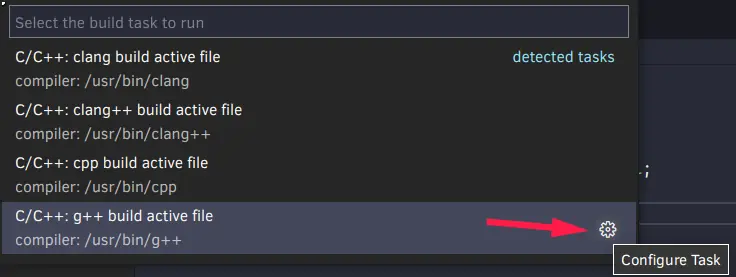 Select the build task to run
C/C++: clang build active file detected tasks
compiler: /usr/bin/clang
C/C++: clang++ build active file
compiler: /usr/bin/clang++
C/C++: cpp build active file
compiler: /usr/bin/cpp
;
C/C++: g++ build active file
compiler: /usr/bin/g++
Configure Task